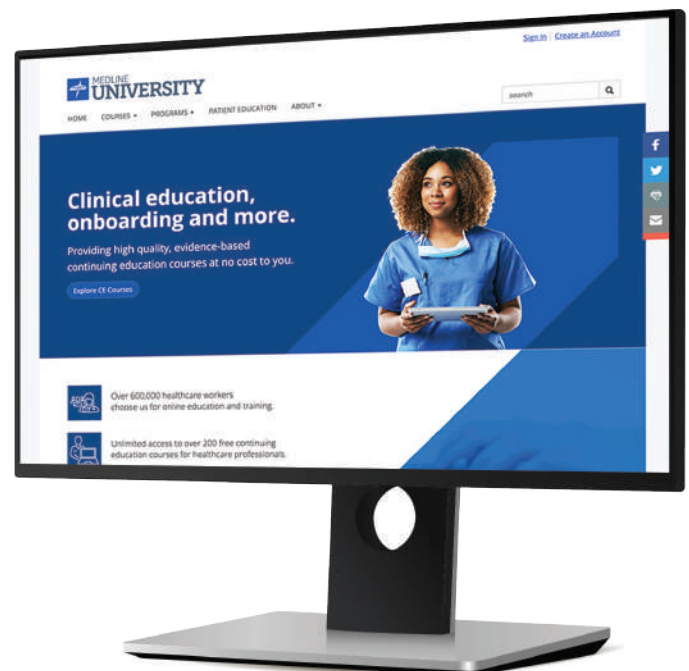 Sign In | Create an Account
MEDLINE
UNIVERSITY
search
HOME COURSES PROGRAMS PATIENT EDUCATION ABOUT
Clinical education,
onboarding and more.
Providing high quality, evidence-based
continuing education courses at no cost to you.
Explore CE Courses
Over 600,000 healthcare workers
choose us for online education and training.
Unlimited access to over 200 free continuing
education courses for healthcare professionals.